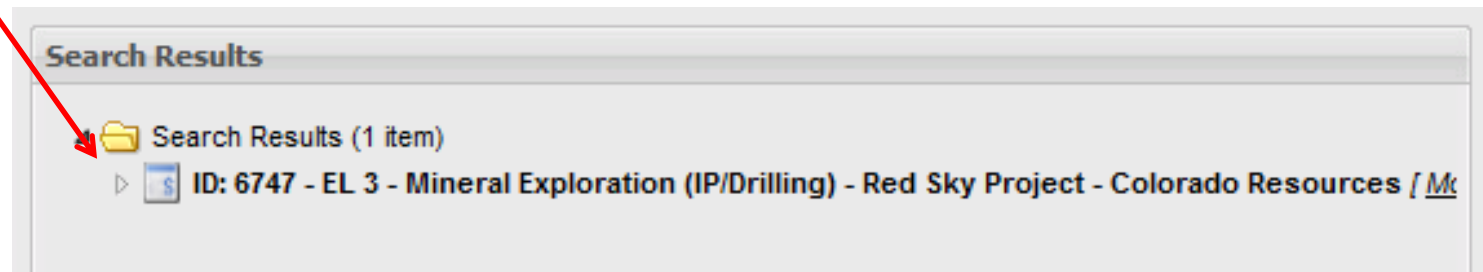 Search Results
Search Results (1 item)
ID: 6747 - EL 3 - Mineral Exploration (IP/Drilling) - Red Sky Project - Colorado Resources [